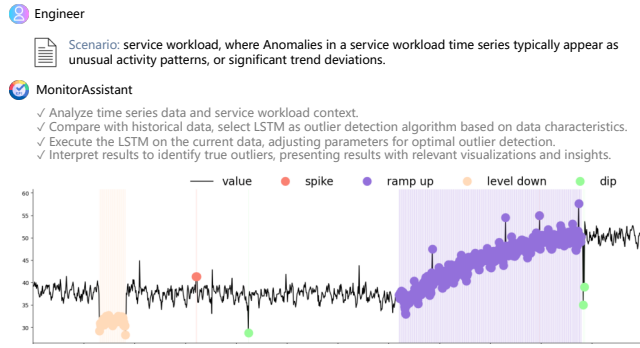 Engineer
Scenario: service workload, where Anomalies in a service workload time series typically appear as
unusual activity patterns, or significant trend deviations.
MonitorAssistant
✓ Analyze time series data and service workload context.
✓ Compare with historical data, select LSTM as outlier detection algorithm based on data characteristics.
✓ Execute the LSTM on the current data, adjusting parameters for optimal outlier detection.
✓ Interpret results to identify true outliers, presenting results with relevant visualizations and insights.
value spike ramp up level down dip
60
55
50
45
40
35
30